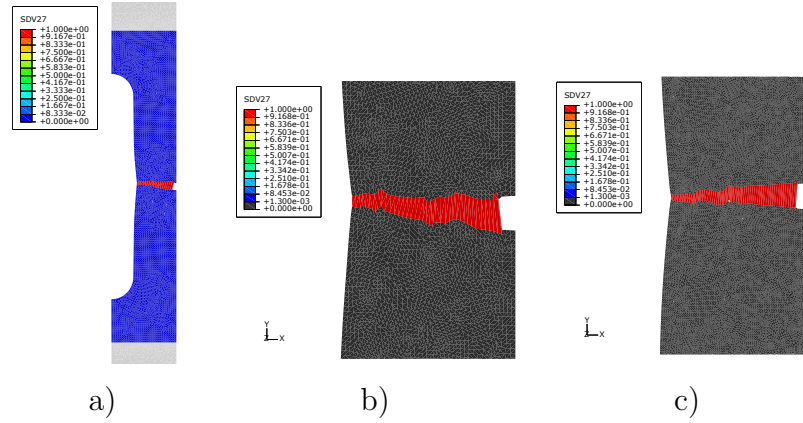 SDV27
+1.000e+00
+9.167e-01
+8.333e-01
+7.500e-01
+6.667e-01
+5.833e-01
+5.000e-01
+4.167e-01
+3.333e-01
+2.500e-01
+1.667e-01
+8.333e-02
+0.000e+00
a)
SDV27
+1.000e+00
+9.168e-01
+8.336e-01
+7.503e-01
+6.671e-01
+5.839e-01
+5.007e-01
+4.174e-01
+3.342e-01
+2.510e-01
+1.678e-01
+8.453e-02
+1.300e-03
+0.000e+00
Y
Z X
b)
SDV27
+1.000e+00
+9.168e-01
+8.336e-01
+7.503e-01
+6.671e-01
+5.839e-01
+5.007e-01
+4.174e-01
+3.342e-01
+2.510e-01
+1.678e-01
+8.453e-02
+1.300e-03
+0.000e+00
Y
Z X
c)